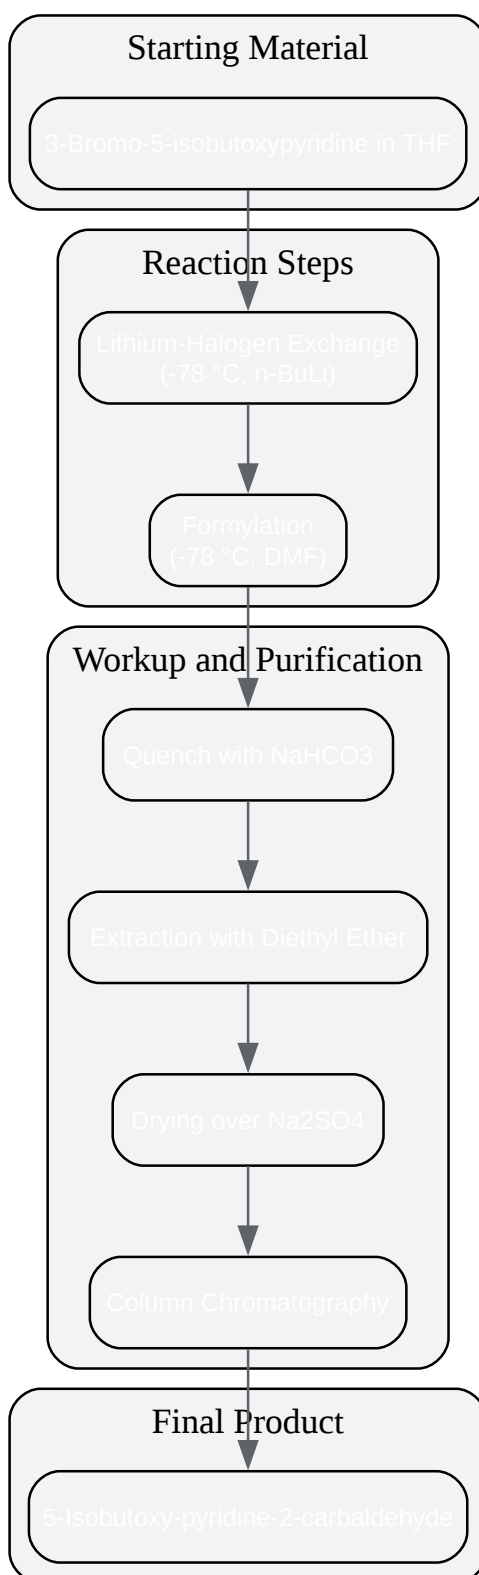 Starting Material
3-Bromo-5-isobutoxypyridine in THF
Reaction Steps
Lithium-Halogen Exchange
(-78 °C, n-BuLi)
Formylation
(-78 °C, DMF)
Workup and Purification
Quench with NaHCO3
Extraction with Diethyl Ether
Drying over Na2SO4
Column Chromatography
Final Product
5-Isobutoxy-pyridine-2-carbaldehyde